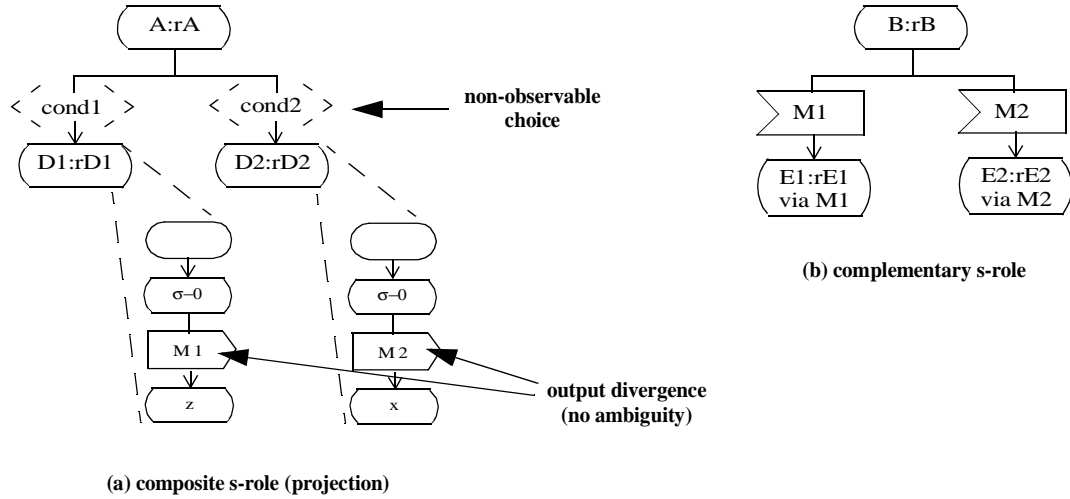 A:rA
cond1
cond2
non-observable
choice
D1:rD1
D2:rD2
σ–0
σ–0
M 1
M 2
z
x
output divergence
(no ambiguity)
(a) composite s-role (projection)
B:rB
M1
M2
E1:rE1
via M1
E2:rE2
via M2
(b) complementary s-role